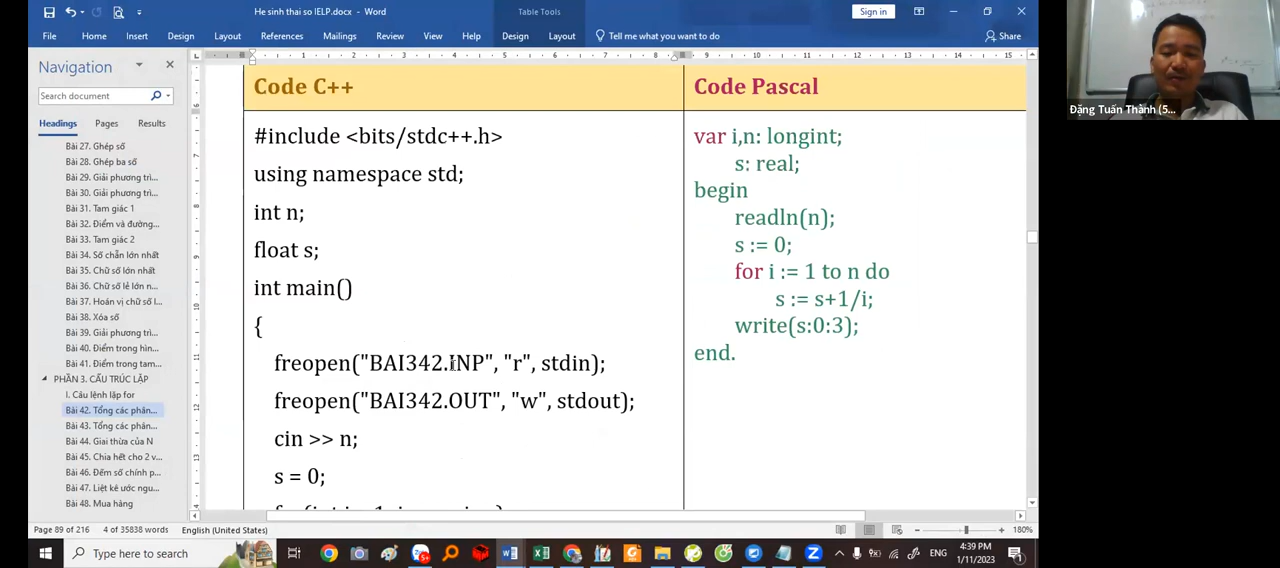 He sinh thai so IELP.docx - Word
Table Tools
Sign in
File Home Insert Design Layout References Mailings Review View Help Design Layout Tell me what you want to do Share
Navigation
Search document
Headings Pages Results
Bài 27. Ghép số
Bài 28. Ghép ba số
Bài 29. Giải phương trì...
Bài 30. Giải phương trì...
Bài 31. Tam giác 1
Bài 32. Điểm và đường...
Bài 33. Tam giác 2
Bài 34. Số chẵn lớn nhất
Bài 35. Chữ số lớn nhất
Bài 36. Chữ số lẻ lớn n...
Bài 37. Hoán vị chữ số l...
Bài 38. Xóa số
Bài 39. Giải phương trì...
Bài 40. Điểm trong hìn...
Bài 41. Điểm trong tam...
PHẦN 3. CẤU TRÚC LẶP
I. Câu lệnh lặp for
Bài 42. Tổng các phân...
Bài 43. Tổng các phân...
Bài 44. Giai thừa của N
Bài 45. Chia hết cho 2 v...
Bài 46. Đếm số chính p...
Bài 47. Liệt kê ước ngu...
Bài 48. Mua hàng
Code C++
#include <bits/stdc++.h>
using namespace std;
int n;
float s;
int main()
{
freopen("BAI342.INP", "r", stdin);
freopen("BAI342.OUT", "w", stdout);
cin >> n;
s = 0;
Code Pascal
var i,n: longint;
s: real;
begin
readln(n);
s := 0;
for i := 1 to n do
s := s+1/i;
write(s:0:3);
end.
Đặng Tuấn Thành (5...
Page 89 of 216 4 of 35838 words English (United States) 180%
Type here to search
ENG
4:39 PM
1/11/2023